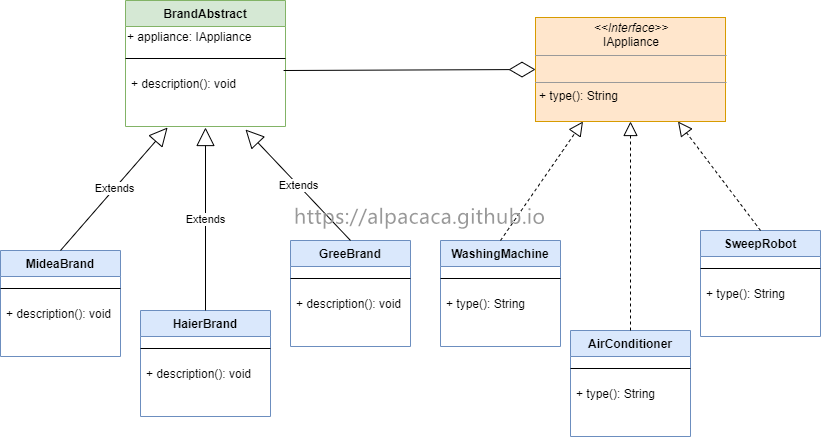 BrandAbstract
+ appliance: IAppliance
+ description(): void
<<Interface>>
IAppliance
+ type(): String
Extends
Extends
Extends
https://alpacaca.github.io
MideaBrand
+ description(): void
HaierBrand
+ description(): void
GreeBrand
+ description(): void
WashingMachine
+ type(): String
AirConditioner
+ type(): String
SweepRobot
+ type(): String